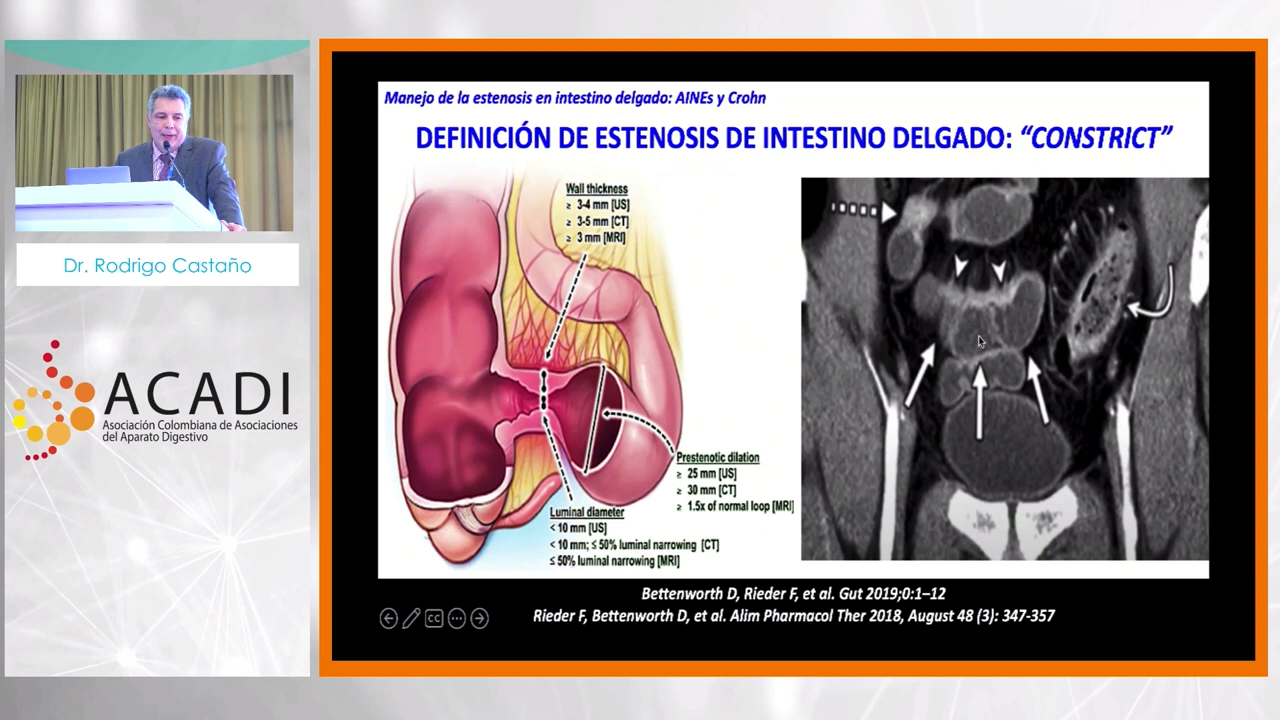 Manejo de la estenosis en intestino delgado: AINEs y Crohn
DEFINICIÓN DE ESTENOSIS DE INTESTINO DELGADO: “CONSTRICT”
Wall thickness
≥ 3-4 mm [US]
≥ 3-5 mm [CT]
≥ 3 mm [MRI]
Prestenotic dilation
≥ 25 mm [US]
≥ 30 mm [CT]
≥ 1.5x of normal loop [MRI]
Luminal diameter
< 10 mm [US]
< 10 mm; ≤ 50% luminal narrowing [CT]
≤ 50% luminal narrowing [MRI]
Bettenworth D, Rieder F, et al. Gut 2019;0:1–12
Rieder F, Bettenworth D, et al. Alim Pharmacol Ther 2018, August 48 (3): 347-357
CC
Dr. Rodrigo Castaño
ACADI
Asociación Colombiana de Asociaciones
del Aparato Digestivo